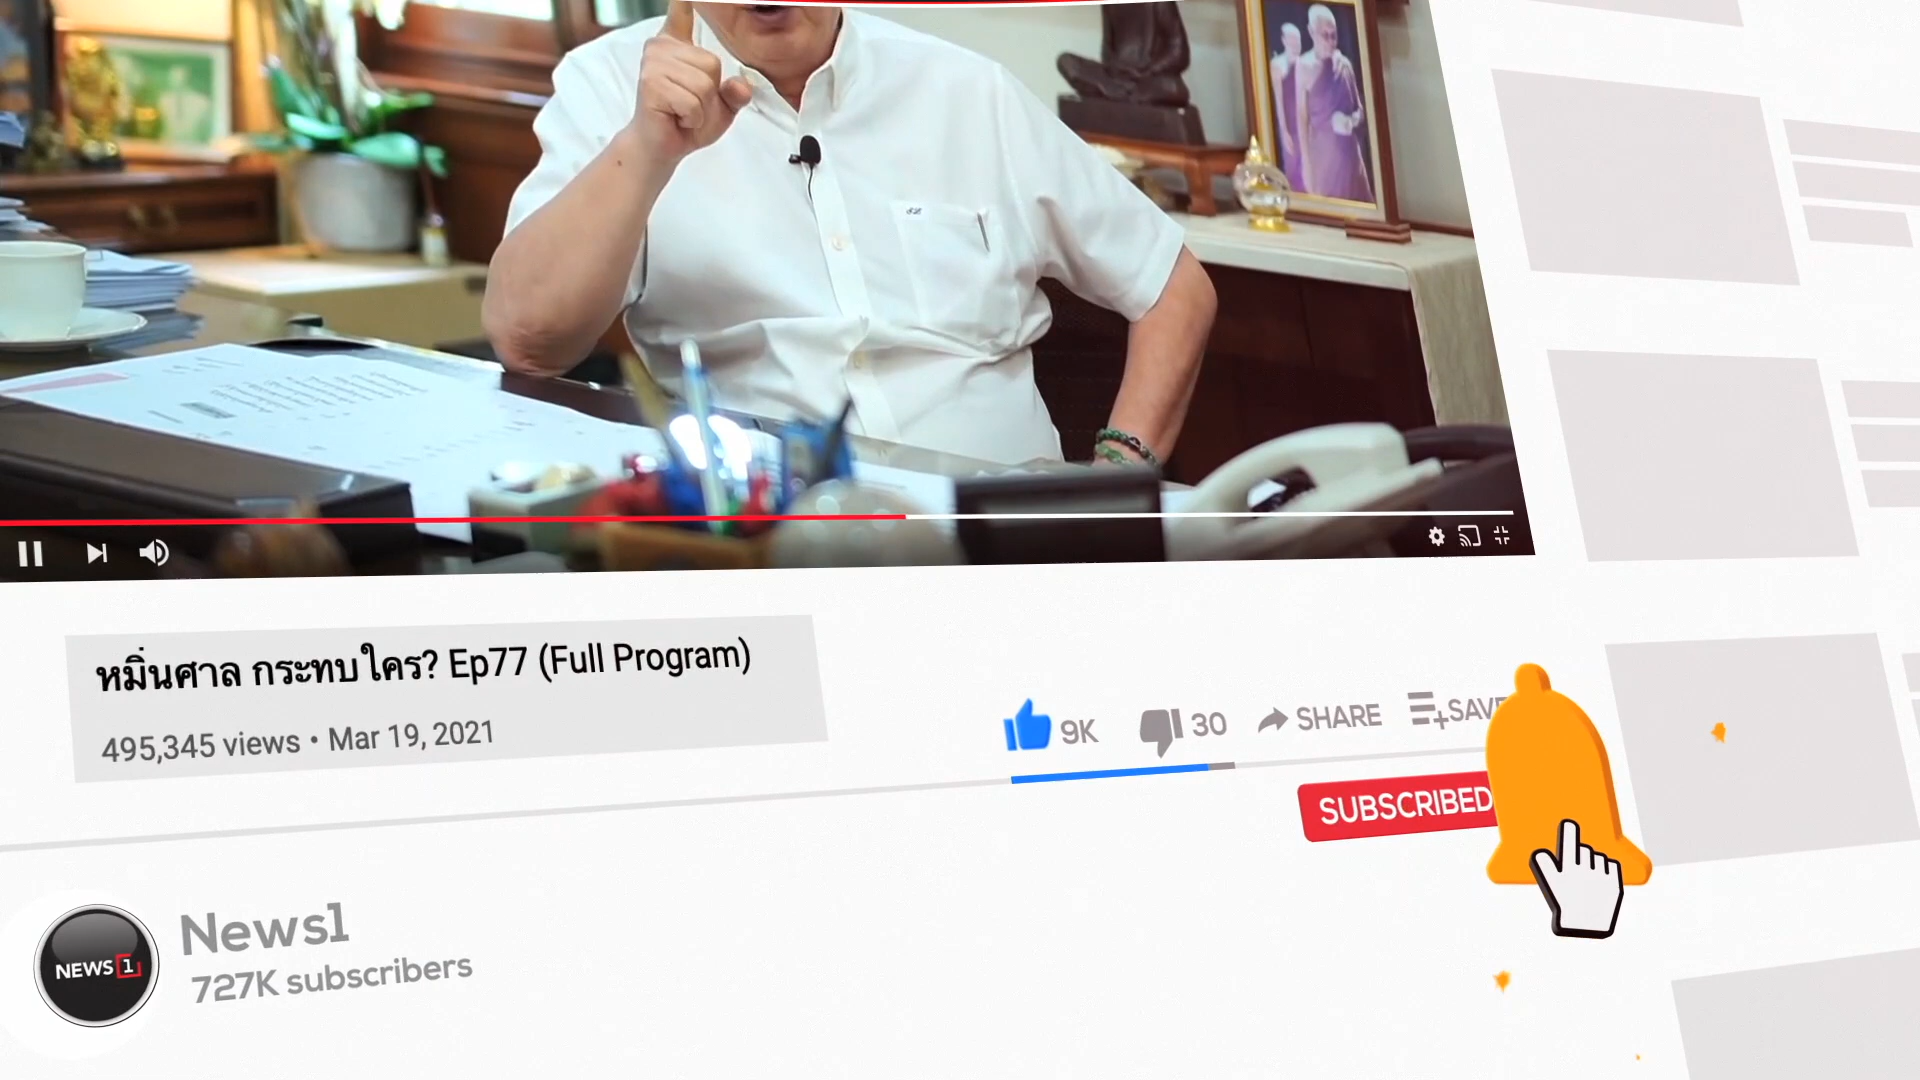 หมิ่นศาล กระทบใคร? Ep77 (Full Program)
495,345 views • Mar 19, 2021
9K
30
SHARE
SAVE
SUBSCRIBED
NEWS 1
News1
727K subscribers